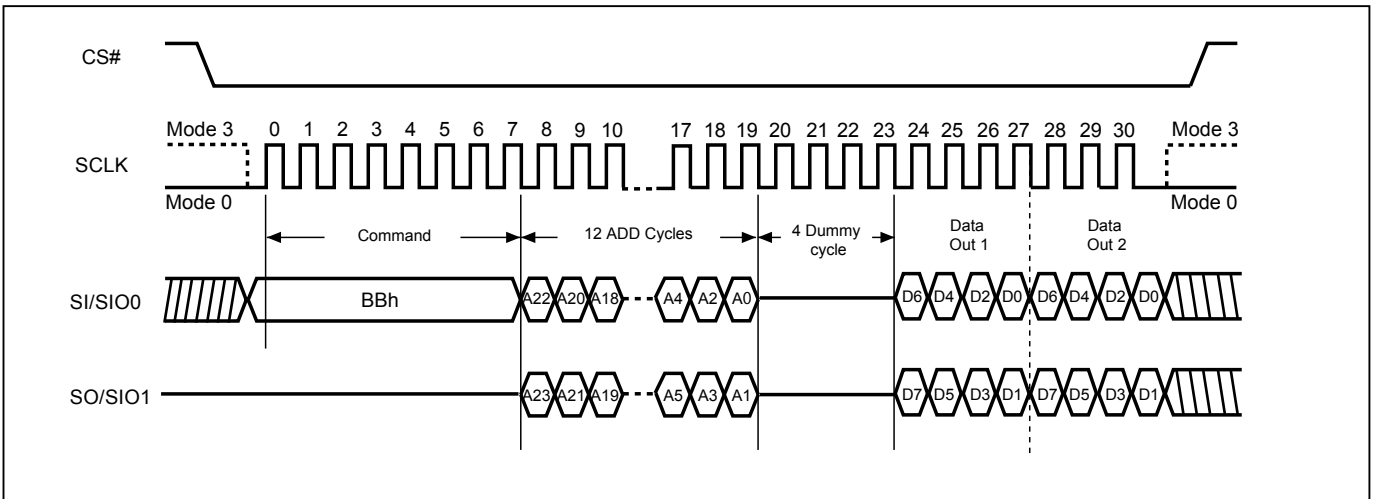 CS#
Mode 3 0 1 2 3 4 5 6 7 8 9 10 17 18 19 20 21 22 23 24 25 26 27 28 29 30 Mode 3
SCLK
Mode 0 Mode 0
Command 12 ADD Cycles 4 Dummy cycle Data Out 1 Data Out 2
SI/SIO0 BBh A22 A20 A18 A4 A2 A0 D6 D4 D2 D0 D6 D4 D2 D0
SO/SIO1 A23 A21 A19 A5 A3 A1 D7 D5 D3 D1 D7 D5 D3 D1